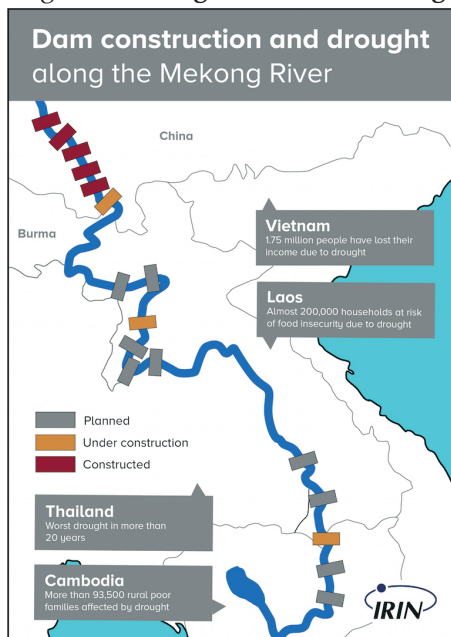 Dam construction and drought
along the Mekong River
China
Burma
Vietnam
1.75 million people have lost their
income due to drought
Laos
Almost 200,000 households at risk
of food insecurity due to drought
Planned
Under construction
Constructed
Thailand
Worst drought in more than
20 years
Cambodia
More than 93,500 rural poor
families affected by drought
IRIN